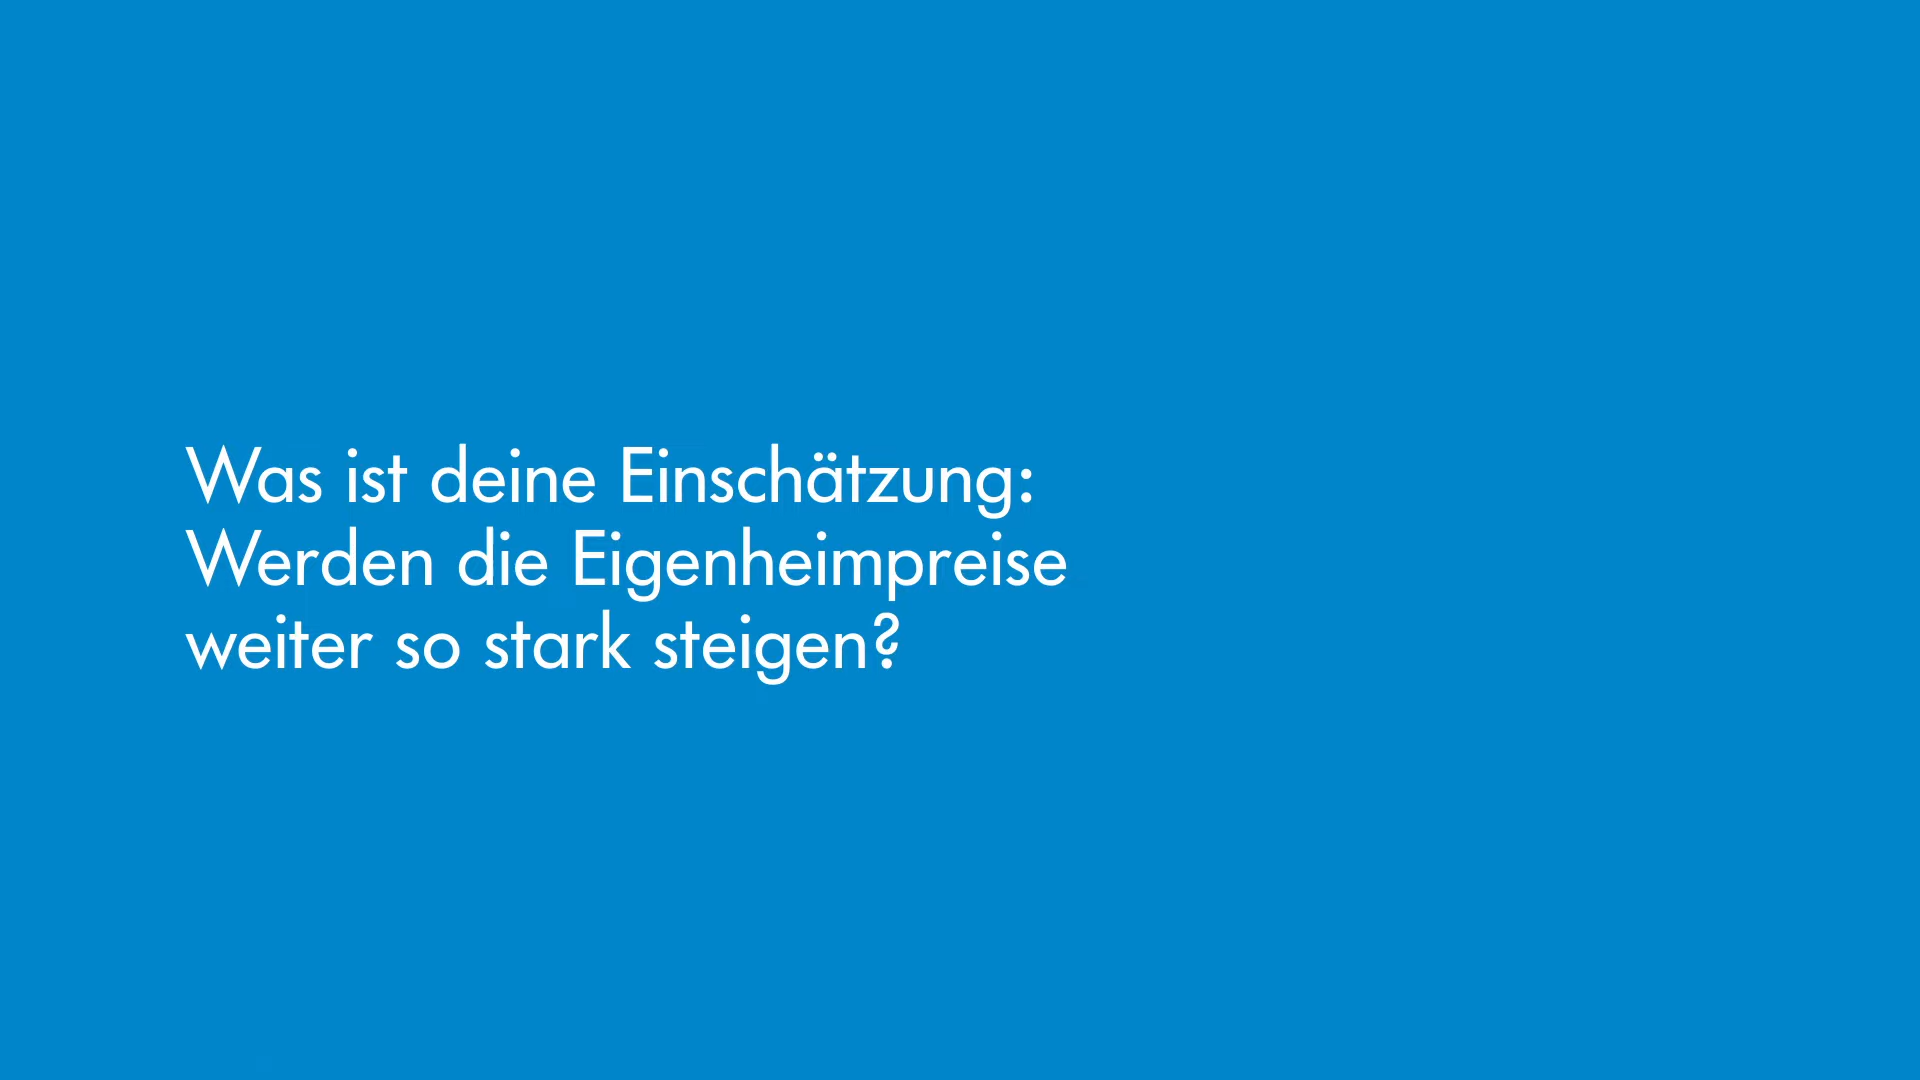 Was ist deine Einschätzung:
Werden die Eigenheimpreise
weiter so stark steigen?